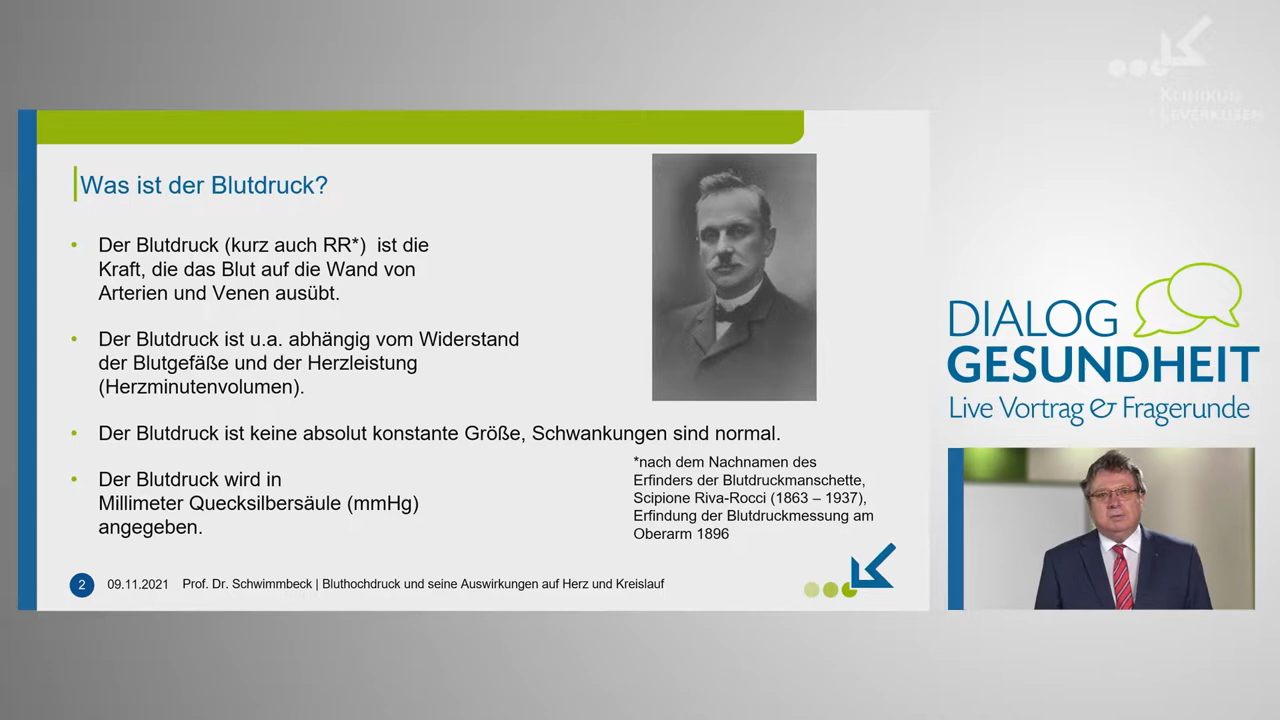 KLINIKUM
LEVERKUSEN
Was ist der Blutdruck?
• Der Blutdruck (kurz auch RR*) ist die
Kraft, die das Blut auf die Wand von
Arterien und Venen ausübt.
• Der Blutdruck ist u.a. abhängig vom Widerstand
der Blutgefäße und der Herzleistung
(Herzminutenvolumen).
• Der Blutdruck ist keine absolut konstante Größe, Schwankungen sind normal.
• Der Blutdruck wird in
Millimeter Quecksilbersäule (mmHg)
angegeben.
*nach dem Nachnamen des
Erfinders der Blutdruckmanschette,
Scipione Riva-Rocci (1863 – 1937),
Erfindung der Blutdruckmessung am
Oberarm 1896
2 09.11.2021 Prof. Dr. Schwimmbeck | Bluthochdruck und seine Auswirkungen auf Herz und Kreislauf
DIALOG
GESUNDHEIT
Live Vortrag & Fragerunde